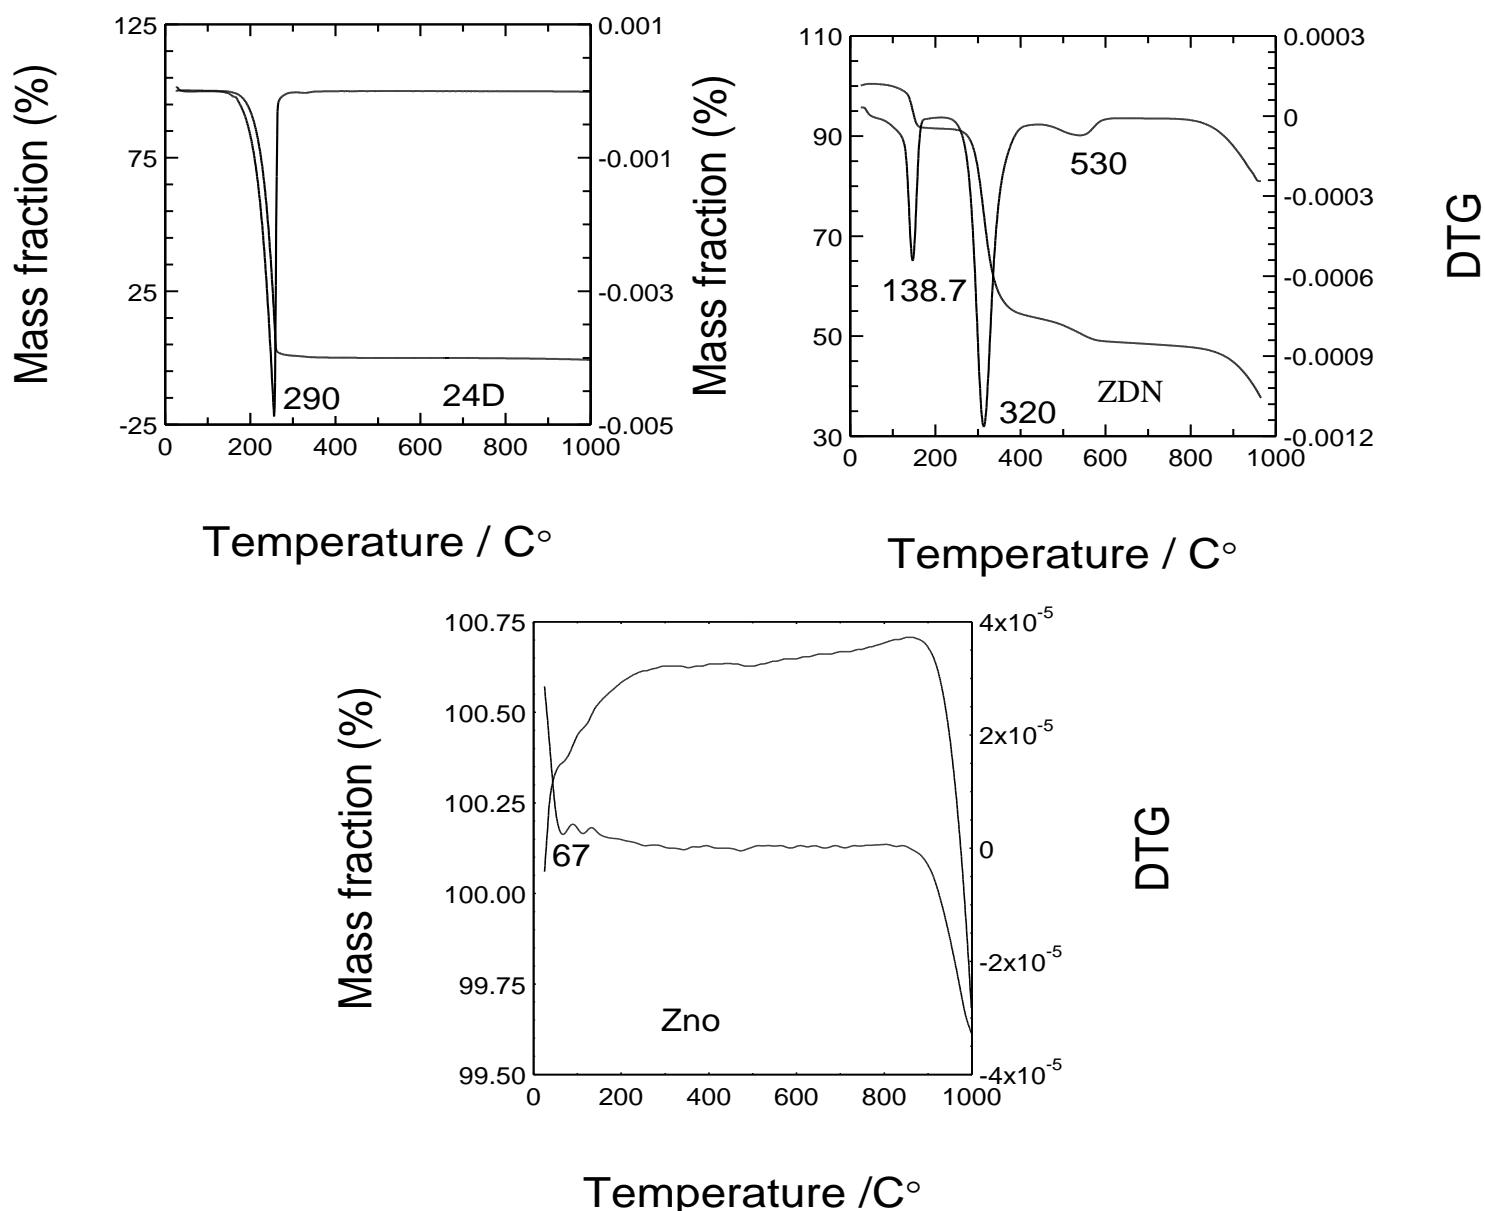 Mass fraction (%)
125
75
25
-25
0.001
-0.001
-0.003
-0.005
290
24D
0 200 400 600 800 1000
Temperature / C°
Mass fraction (%)
110
90
70
50
30
0.0003
0
-0.0003
-0.0006
-0.0009
-0.0012
DTG
530
138.7
320
ZDN
0 200 400 600 800 1000
Temperature / C°
Mass fraction (%)
100.75
100.50
100.25
100.00
99.75
99.50
4x10⁻⁵
2x10⁻⁵
0
-2x10⁻⁵
-4x10⁻⁵
DTG
67
Zno
0 200 400 600 800 1000
Temperature /C°